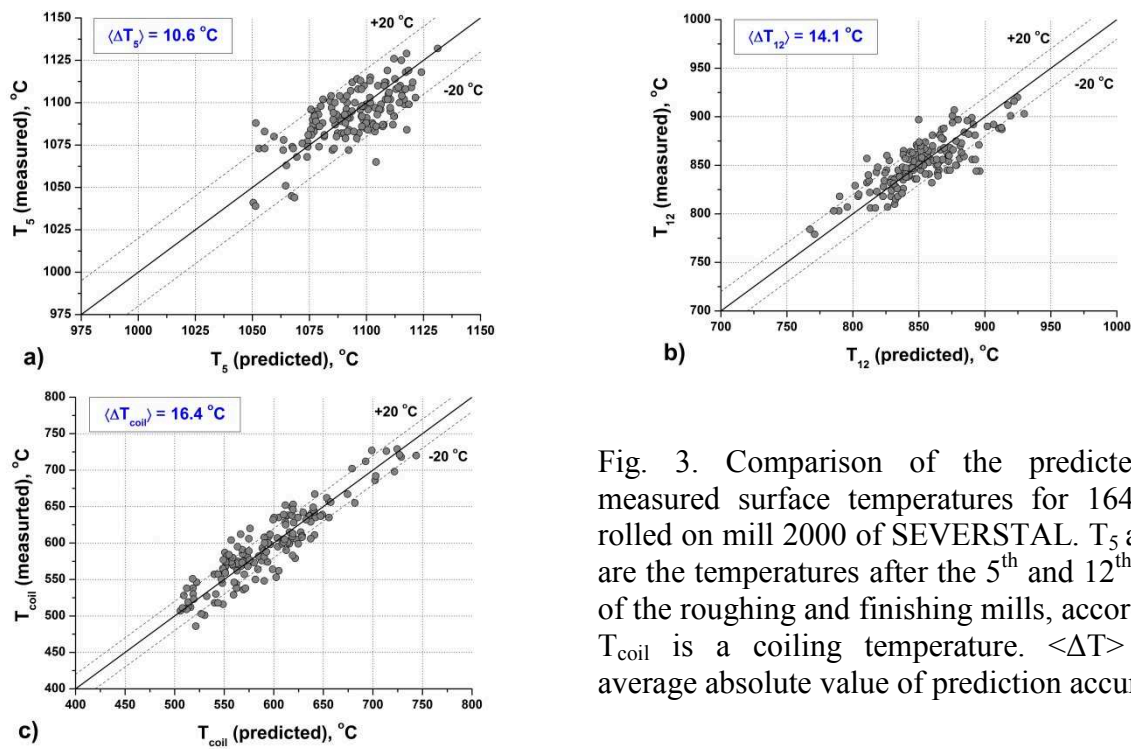 ⟨ΔT5⟩ = 10.6 °C
+20 °C
-20 °C
T5 (measured), °C
1150
1125
1100
1075
1050
1025
1000
975
975 1000 1025 1050 1075 1100 1125 1150
a)
T5 (predicted), °C
⟨ΔT12⟩ = 14.1 °C
+20 °C
-20 °C
T12 (measured), °C
1000
950
900
850
800
750
700
700 750 800 850 900 950 1000
b)
T12 (predicted), °C
⟨ΔTcoil⟩ = 16.4 °C
+20 °C
-20 °C
Tcoil (measurted), °C
800
750
700
650
600
550
500
450
400
400 450 500 550 600 650 700 750 800
c)
Tcoil (predicted), °C
Fig. 3. Comparison of the predicte
measured surface temperatures for 164
rolled on mill 2000 of SEVERSTAL. T5 a
are the temperatures after the 5th and 12th
of the roughing and finishing mills, accor
Tcoil is a coiling temperature. <ΔT>
average absolute value of prediction accur